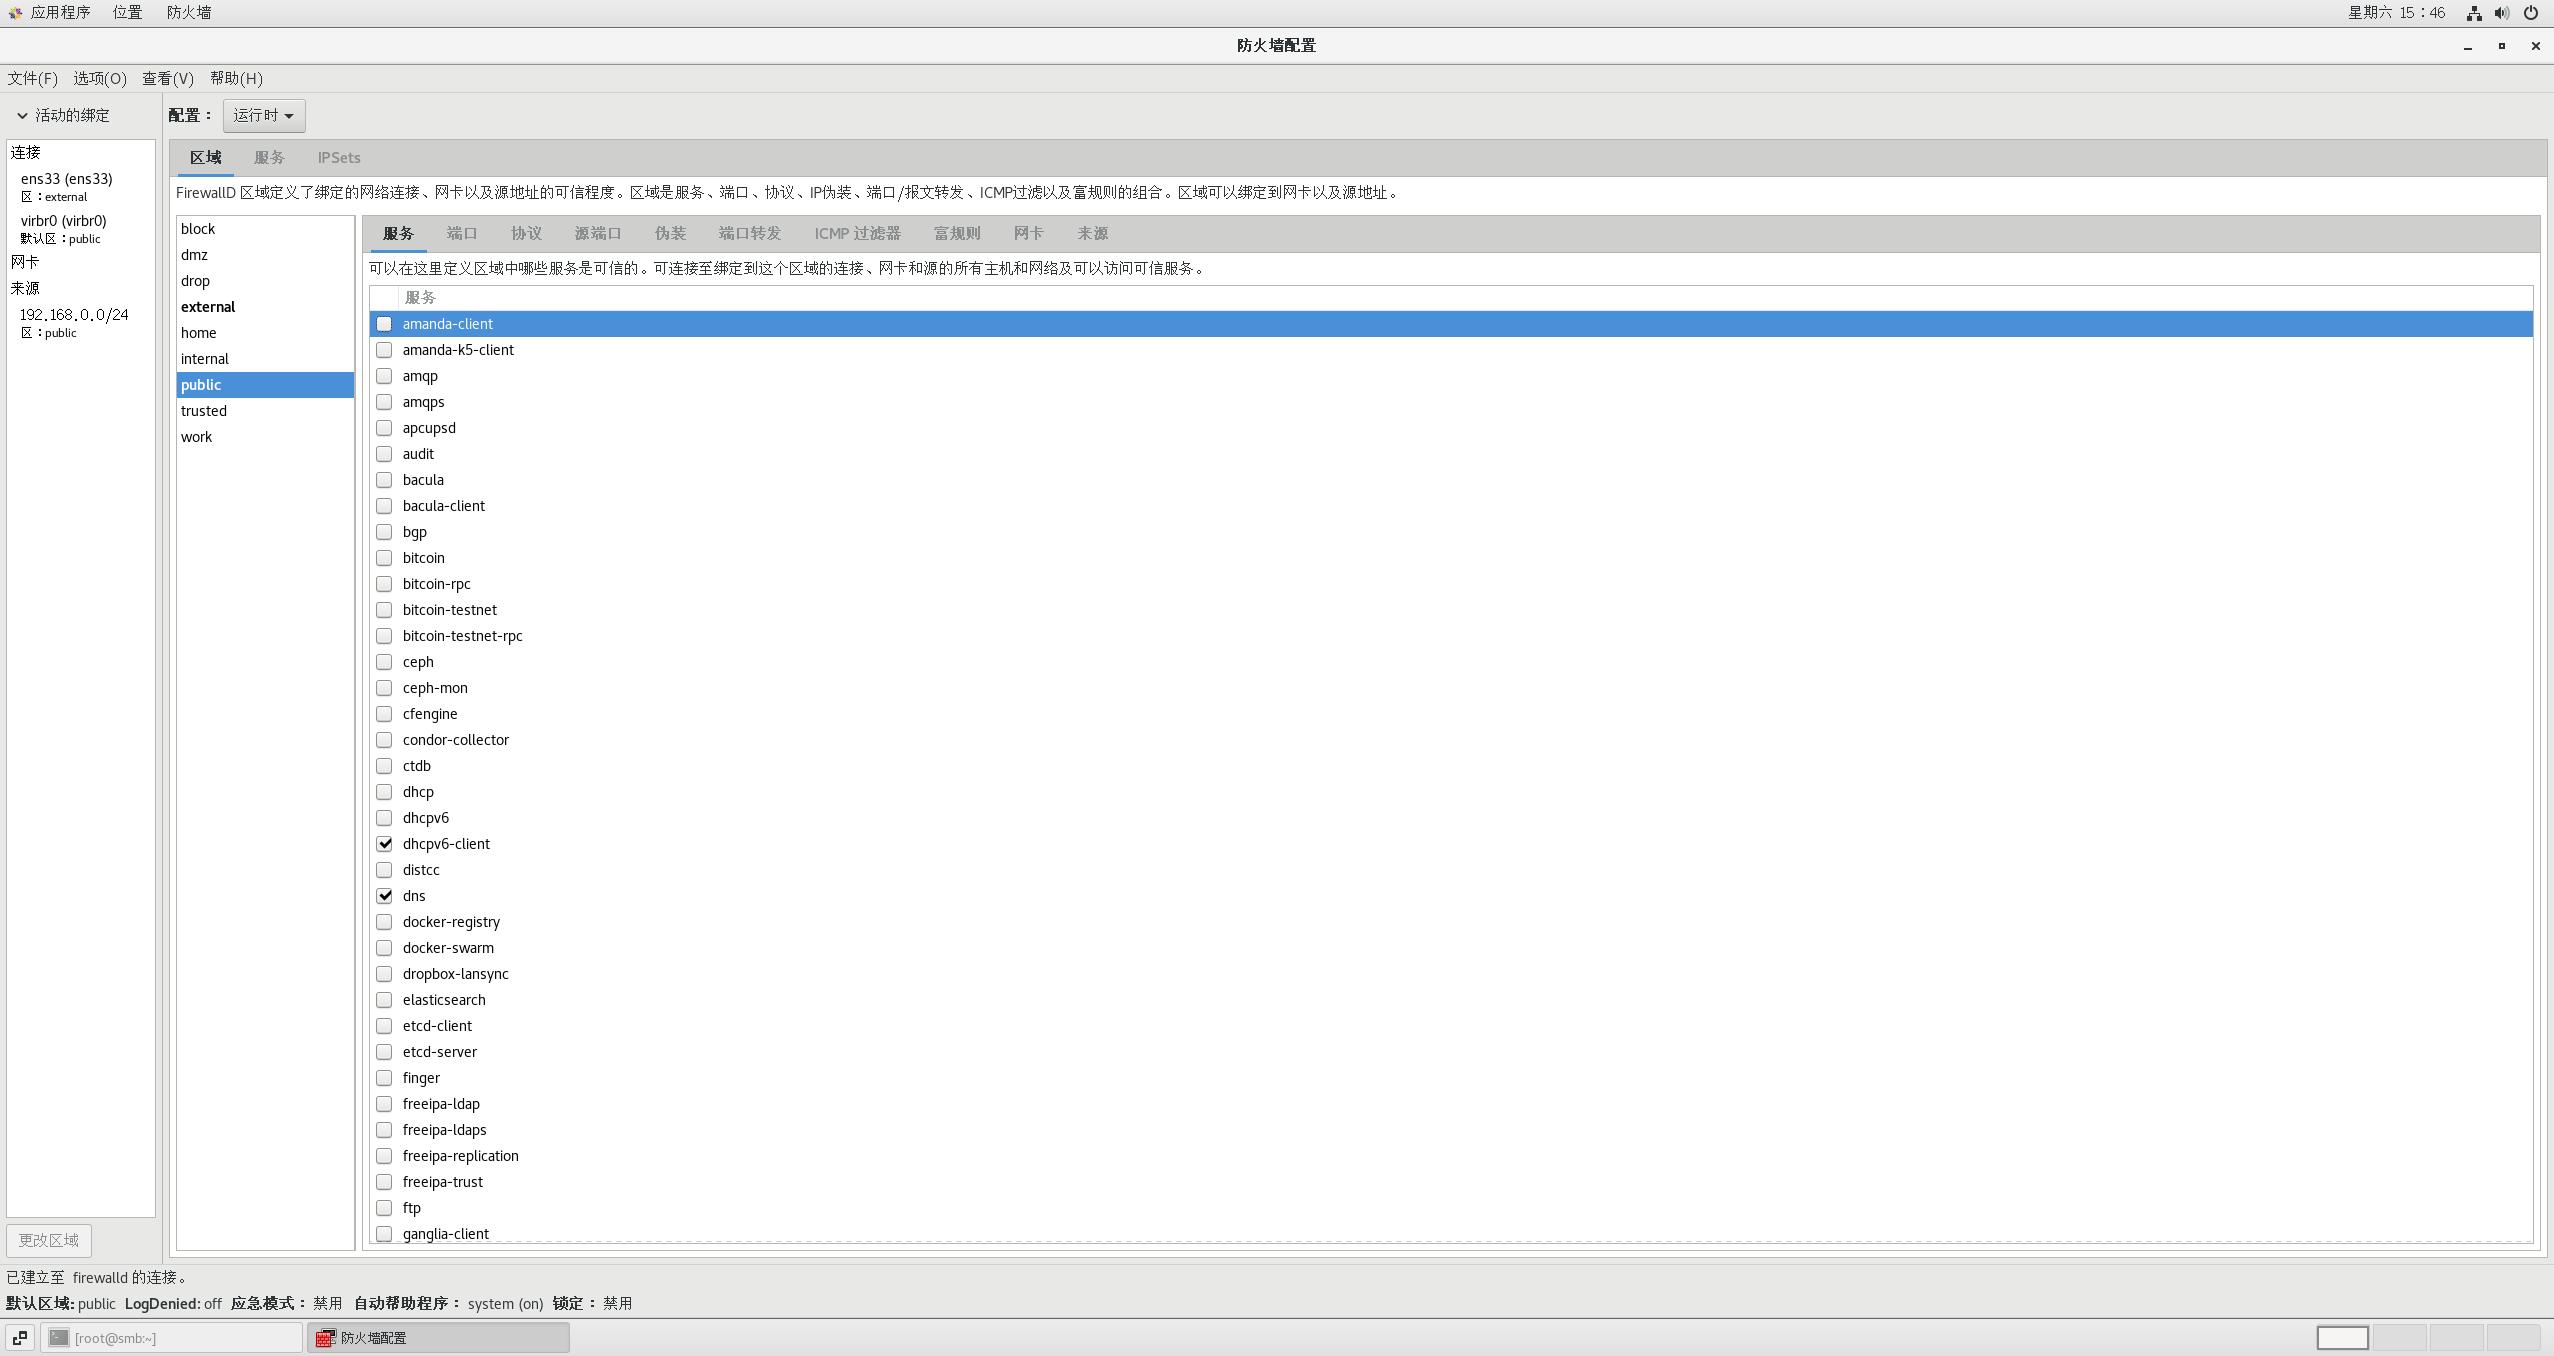 应用程序 位置 防火墙 星期六 15：46
防火墙配置
文件(F) 选项(O) 查看(V) 帮助(H)
活动的绑定
连接
ens33 (ens33)
区：external
virbr0 (virbr0)
默认区：public
网卡
来源
192.168.0.0/24
区：public
更改区域
配置： 运行时
区域 服务 IPSets
FirewallD 区域定义了绑定的网络连接、网卡以及源地址的可信程度。区域是服务、端口、协议、IP伪装、端口/报文转发、ICMP过滤以及富规则的组合。区域可以绑定到网卡以及源地址。
block
dmz
drop
external
home
internal
public
trusted
work
服务 端口 协议 源端口 伪装 端口转发 ICMP 过滤器 富规则 网卡 来源
可以在这里定义区域中哪些服务是可信的。可连接至绑定到这个区域的连接、网卡和源的所有主机和网络及可以访问可信服务。
服务
amanda-client
amanda-k5-client
amqp
amqps
apcupsd
audit
bacula
bacula-client
bgp
bitcoin
bitcoin-rpc
bitcoin-testnet
bitcoin-testnet-rpc
ceph
ceph-mon
cfengine
condor-collector
ctdb
dhcp
dhcpv6
dhcpv6-client
distcc
dns
docker-registry
docker-swarm
dropbox-lansync
elasticsearch
etcd-client
etcd-server
finger
freeipa-ldap
freeipa-ldaps
freeipa-replication
freeipa-trust
ftp
ganglia-client
已建立至 firewalld 的连接。
默认区域: public LogDenied: off 应急模式： 禁用 自动帮助程序： system (on) 锁定： 禁用
[root@smb:~] 防火墙配置